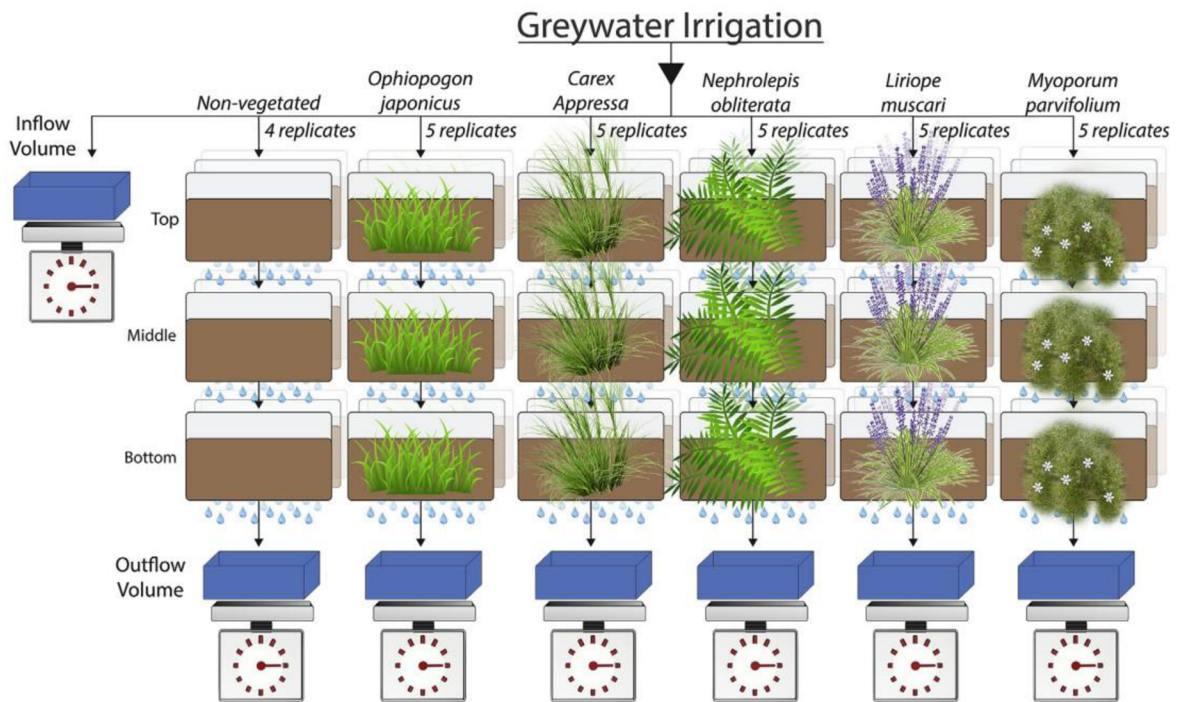 Greywater Irrigation
Non-vegetated
Ophiopogon
japonicus
Carex
Appressa
Nephrolepis
obliterata
Liriope
muscari
Myoporum
parvifolium
Inflow
Volume
4 replicates
5 replicates
5 replicates
5 replicates
5 replicates
5 replicates
Top
Middle
Bottom
Outflow
Volume